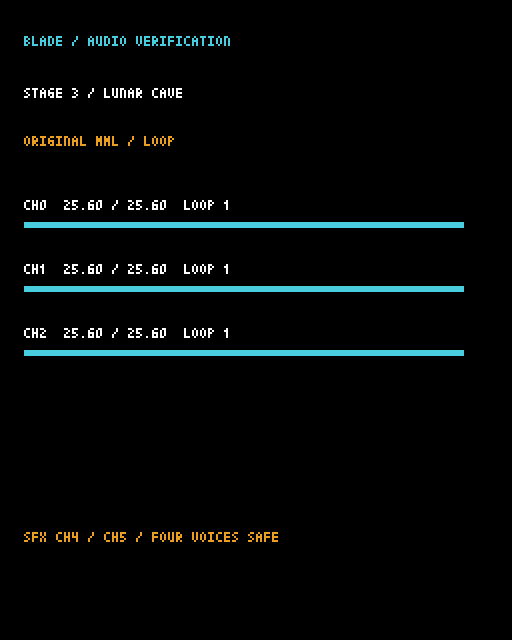 BLADE / AUDIO VERIFICATION
STAGE 3 / LUNAR CAVE
ORIGINAL MML / LOOP
CH0 25.60 / 25.60 LOOP 1
CH1 25.60 / 25.60 LOOP 1
CH2 25.60 / 25.60 LOOP 1
SFX CH4 / CH5 / FOUR VOICES SAFE